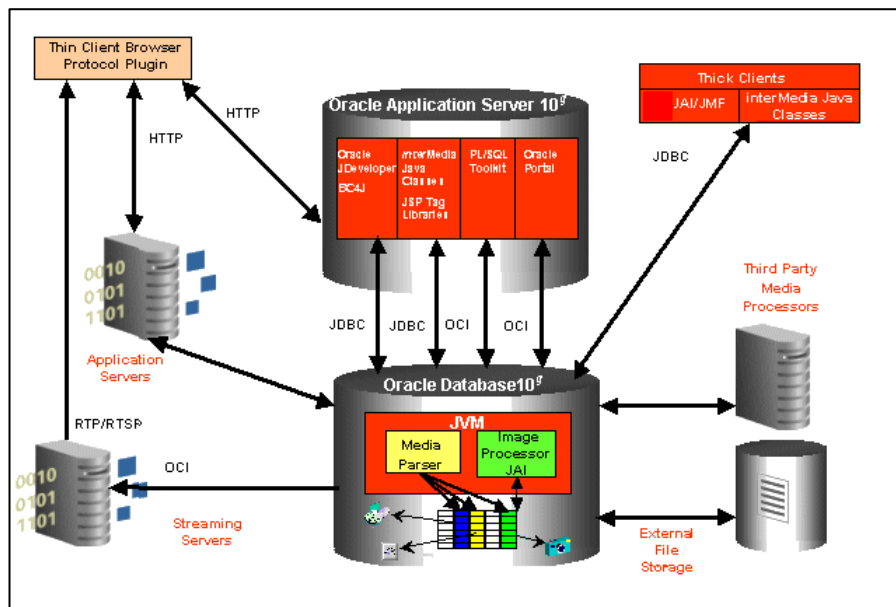 Thin Client Browser
Protocol Plugin
HTTP
HTTP
Oracle Application Server 10g
Oracle
JDeveloper
BC4J
interMedia
Java
Classes
JSP Tag
Libraries
PL/SQL
Toolkit
Oracle
Portal
Thick Clients
JAI/JMF
interMedia Java
Classes
JDBC
0010
0101
1101
Application
Servers
JDBC
JDBC
OCI
OCI
Third Party
Media
Processors
Oracle Database10g
JVM
Media
Parser
Image
Processor
JAI
RTP/RTSP
OCI
0010
0101
1101
Streaming
Servers
External
File
Storage